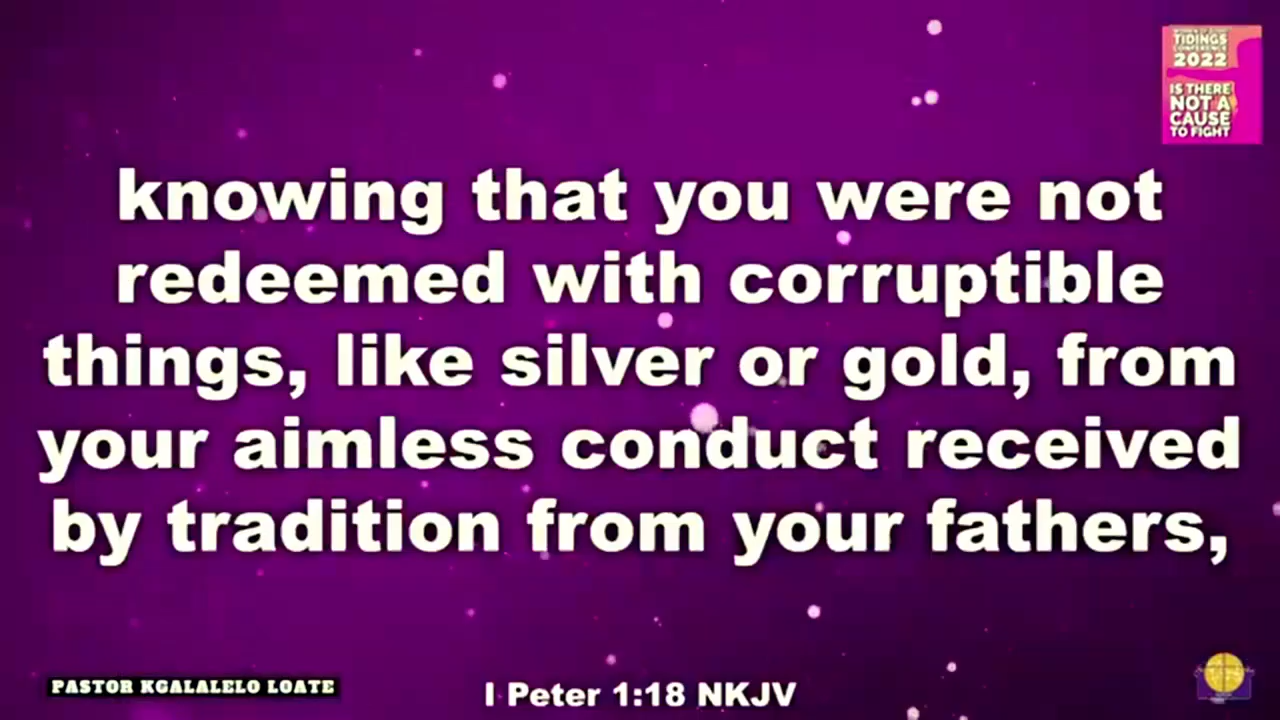 TIDINGS
CONFERENCE
2022
IS THERE
NOT A
CAUSE
TO FIGHT
knowing that you were not
redeemed with corruptible
things, like silver or gold, from
your aimless conduct received
by tradition from your fathers,
PASTOR KGALALELO LOATE
I Peter 1:18 NKJV